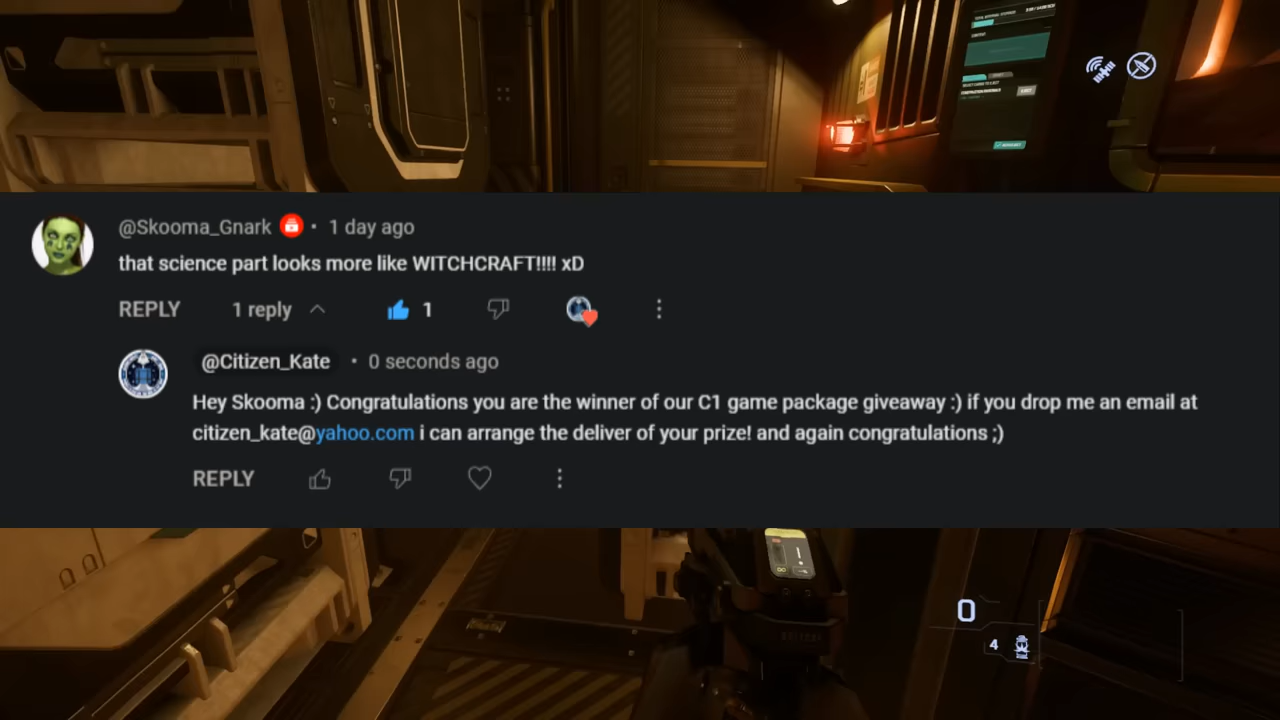 @Skooma_Gnark • 1 day ago
that science part looks more like WITCHCRAFT!!!! xD
REPLY 1 reply 1
@Citizen_Kate • 0 seconds ago
Hey Skooma :) Congratulations you are the winner of our C1 game package giveaway :) if you drop me an email at
citizen_kate@yahoo.com i can arrange the deliver of your prize! and again congratulations ;)
REPLY
0
4